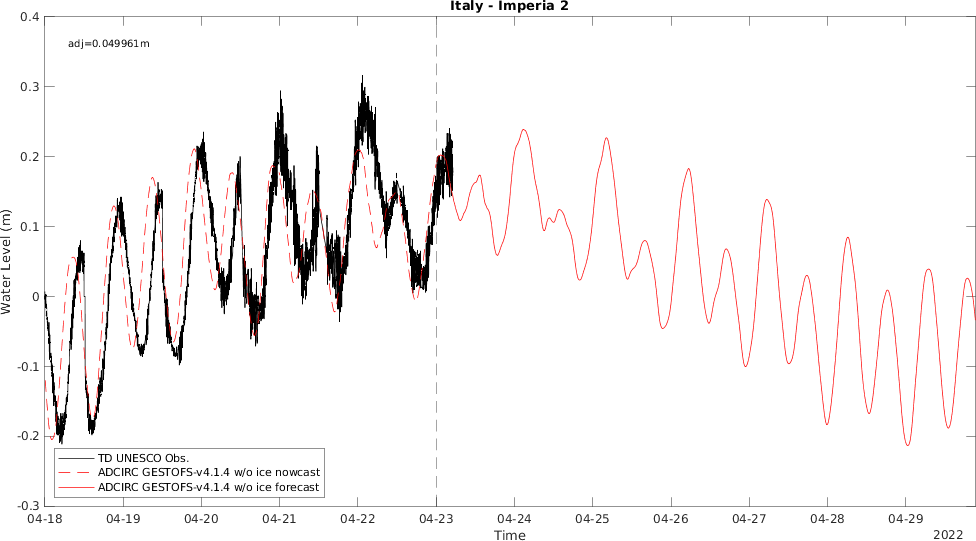 Italy - Imperia 2
adj=0.049961m
0.4
0.3
0.2
0.1
0
-0.1
-0.2
-0.3
Water Level (m)
TD UNESCO Obs.
ADCIRC GESTOFS-v4.1.4 w/o ice nowcast
ADCIRC GESTOFS-v4.1.4 w/o ice forecast
04-18 04-19 04-20 04-21 04-22 04-23 04-24 04-25 04-26 04-27 04-28 04-29
Time
2022